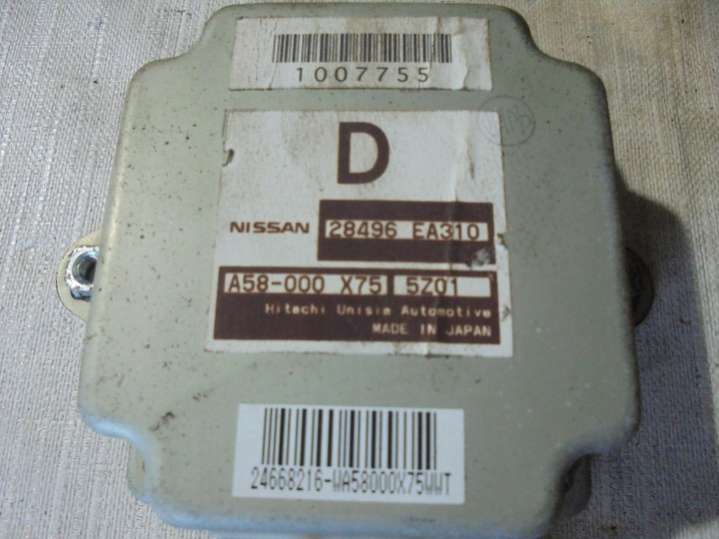 1007755
D
NISSAN 28496 EA310
A58-000 X75 5Z01
Hitachi Unisia Automotive
MADE IN JAPAN
24668216-WA58000X75WWT